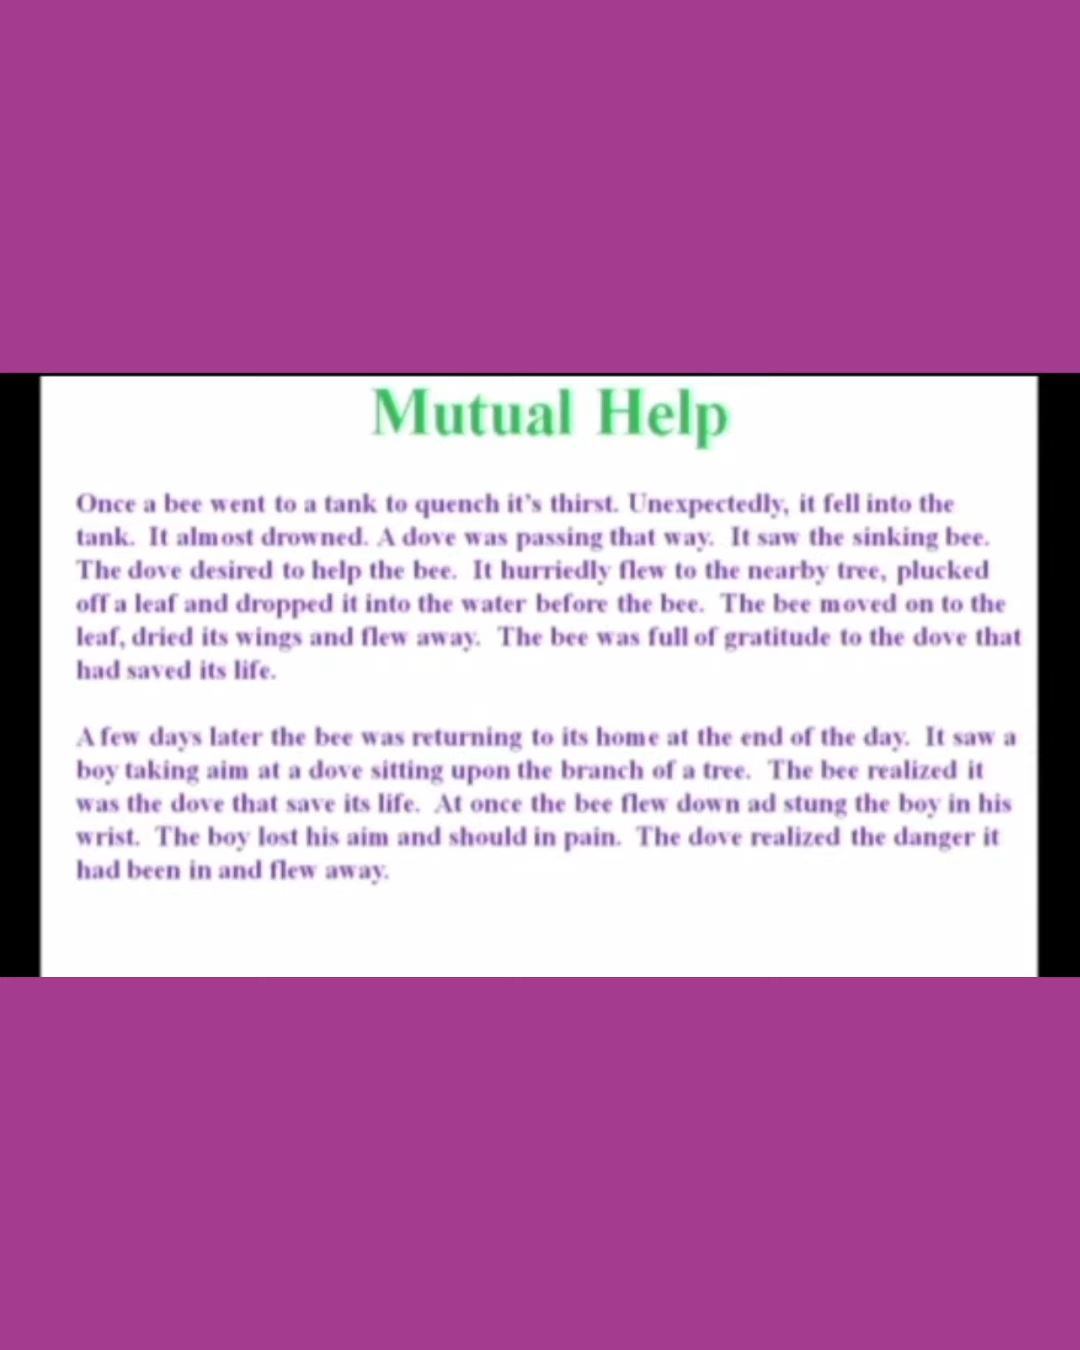 Mutual Help
Once a bee went to a tank to quench it's thirst. Unexpectedly, it fell into the
tank. It almost drowned. A dove was passing that way. It saw the sinking bee.
The dove desired to help the bee. It hurriedly flew to the nearby tree, plucked
off a leaf and dropped it into the water before the bee. The bee moved on to the
leaf, dried its wings and flew away. The bee was full of gratitude to the dove that
had saved its life.
A few days later the bee was returning to its home at the end of the day. It saw a
boy taking aim at a dove sitting upon the branch of a tree. The bee realized it
was the dove that save its life. At once the bee flew down ad stung the boy in his
wrist. The boy lost his aim and should in pain. The dove realized the danger it
had been in and flew away.